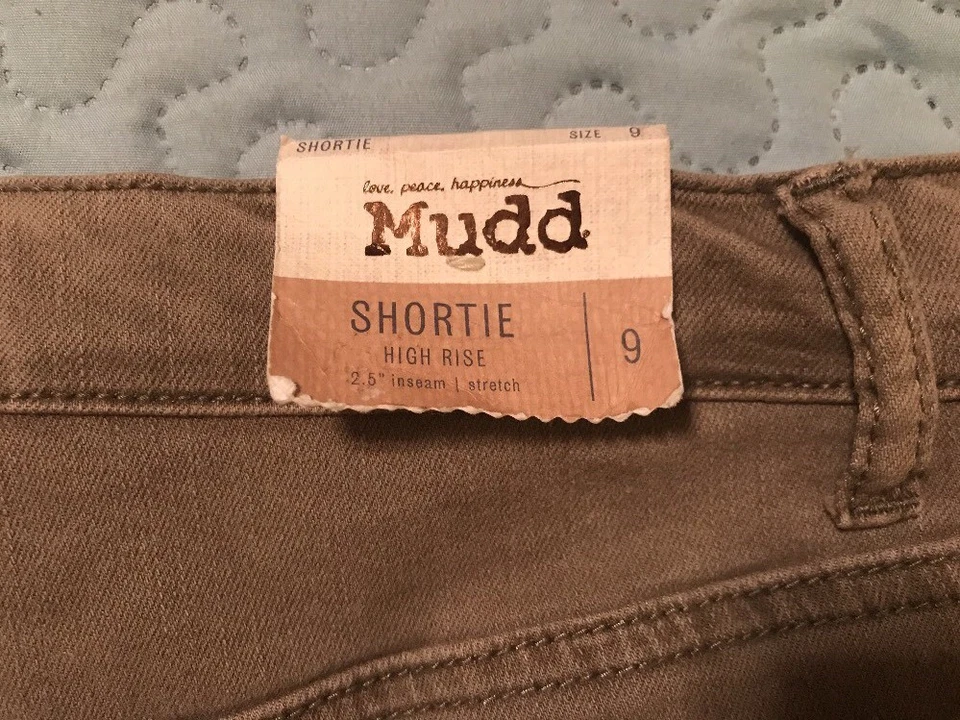 SHORTIE SIZE 9
love. peace. happiness
Mudd
SHORTIE
HIGH RISE
2.5" inseam | stretch
9